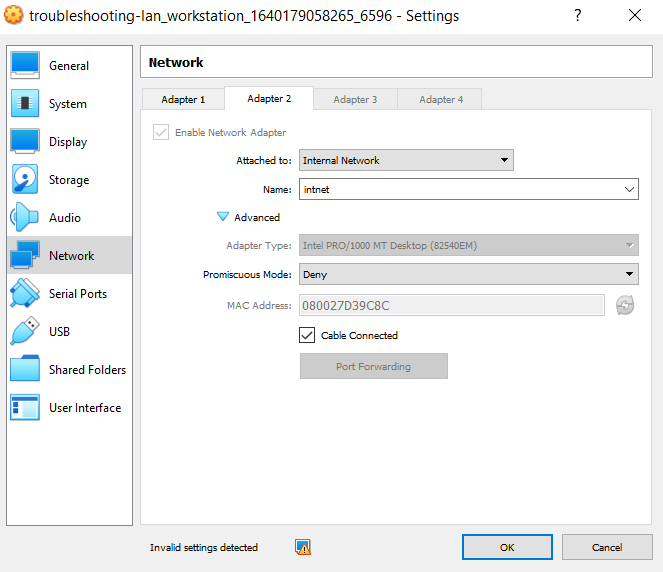 troubleshooting-lan_workstation_1640179058265_6596 - Settings
?
General
System
Display
Storage
Audio
Network
Serial Ports
USB
Shared Folders
User Interface
Network
Adapter 1
Adapter 2
Adapter 3
Adapter 4
Enable Network Adapter
Attached to: Internal Network
Name: intnet
Advanced
Adapter Type: Intel PRO/1000 MT Desktop (82540EM)
Promiscuous Mode: Deny
MAC Address: 080027D39C8C
Cable Connected
Port Forwarding
Invalid settings detected
OK
Cancel